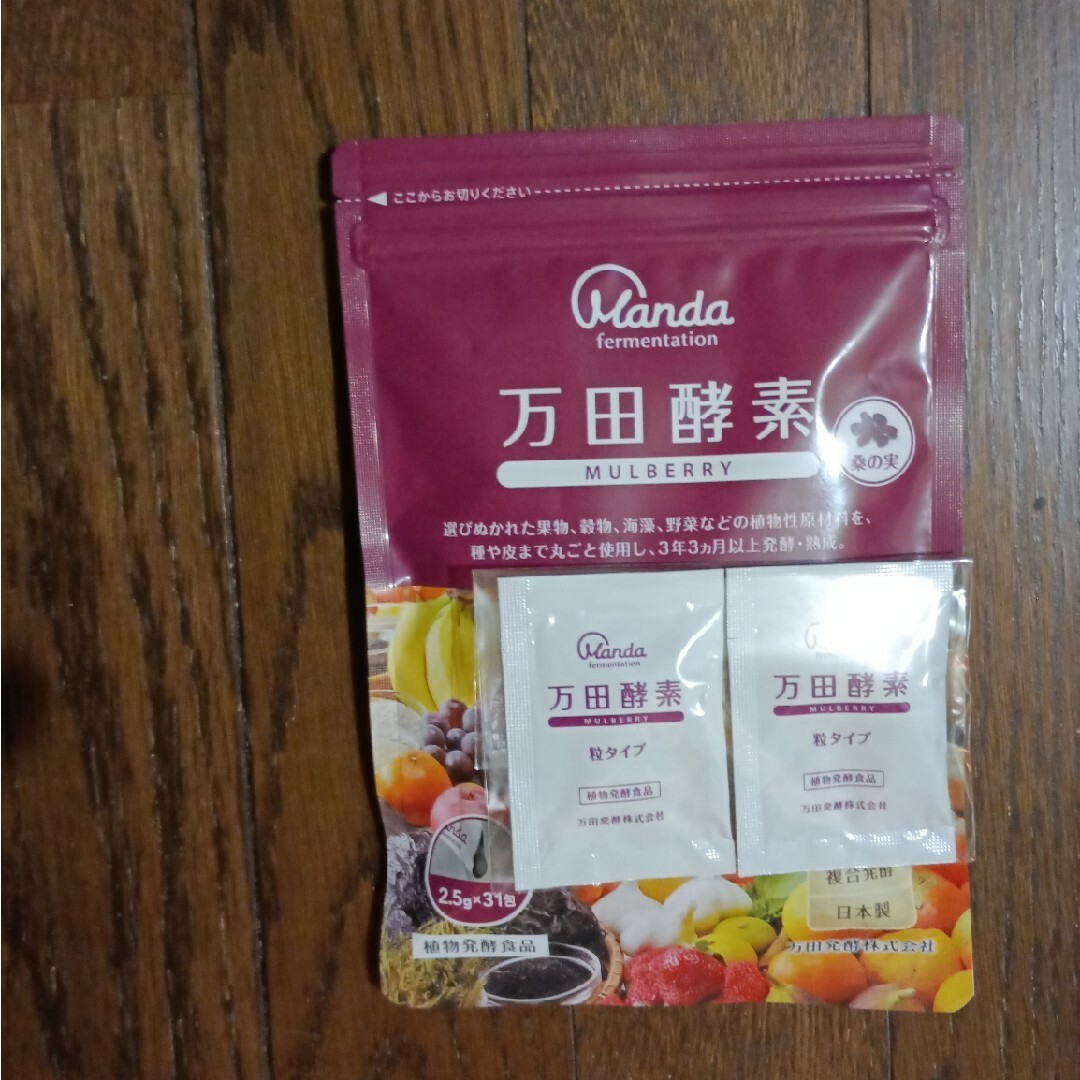 ここからお切りください
Manda
fermentation
万田酵素
MULBERRY
桑の実
選びぬかれた果物、穀物、海藻、野菜などの植物性原材料を、
種や皮まで丸ごと使用し、3年3ヵ月以上発酵・熟成。
Manda
fermentation
万田酵素
MULBERRY
粒タイプ
植物発酵食品
万田発酵株式会社
Manda
万田酵素
MULBERRY
粒タイプ
植物発酵食品
万田発酵株式会社
2.5g×31包
植物発酵食品
複合発酵
日本製
万田発酵株式会社